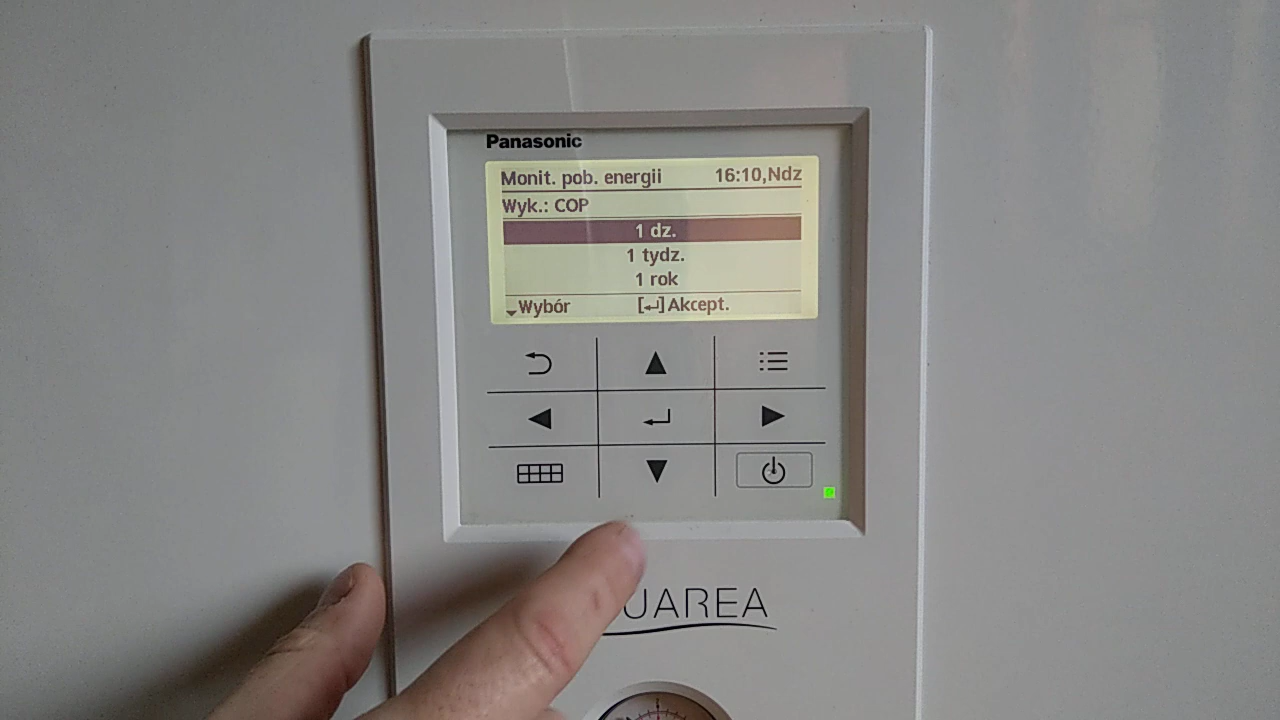 Panasonic
Monit. pob. energii 16:10,Ndz
Wyk.: COP
1 dz.
1 tydz.
1 rok
Wybór [↵]Akcept.
UAREA